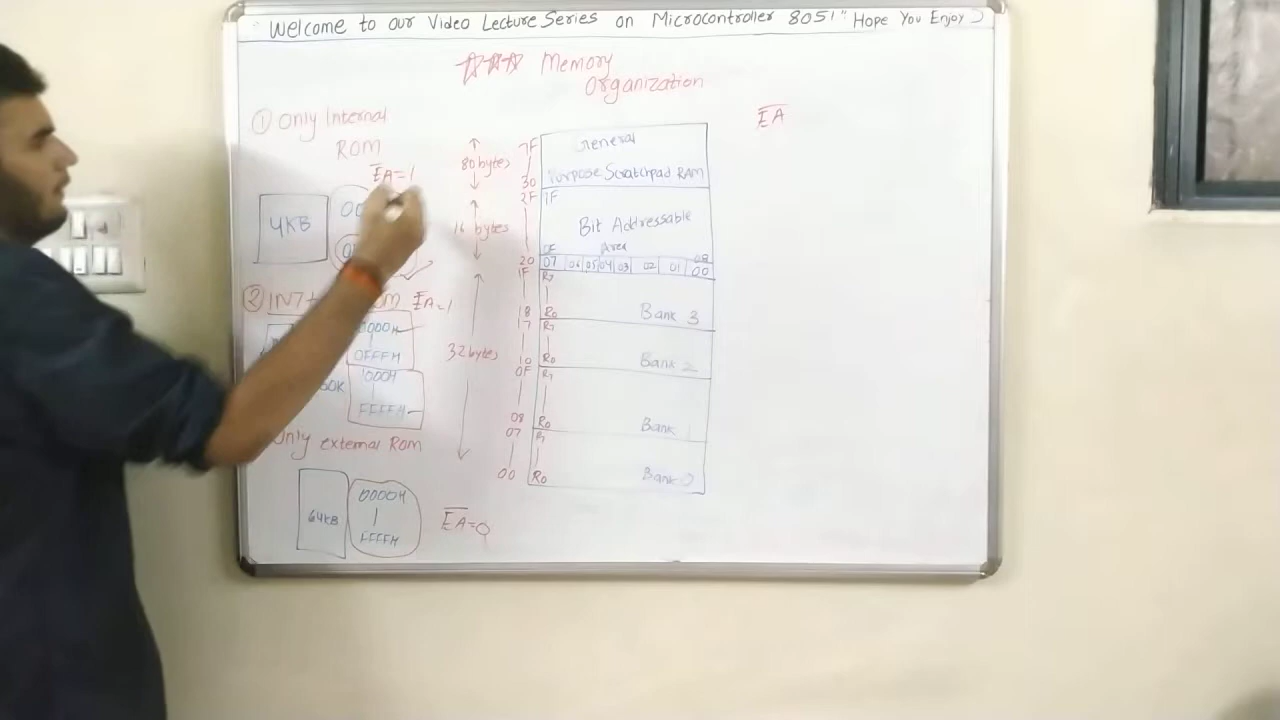 "Welcome to our Video Lecture Series on Microcontroller 8051" Hope You Enjoy
Memory
Organization
① Only Internal
ROM
EA=1
4KB
② INT+ EA=1
0000H
0FFFH
1000H
FFFFH
Only external ROM
64KB
0000H
FFFFH
EA=0
80 bytes
16 bytes
32 bytes
7F General
30 Purpose Scratchpad RAM
2F 7F
Bit Addressable
Area
0F 08
20 07 06 05 04 03 02 01 00
1F R7
18 R0 Bank 3
17 R7
10 R0 Bank 2
0F R7
08 R0 Bank 1
07 R7
00 R0 Bank 0
EA